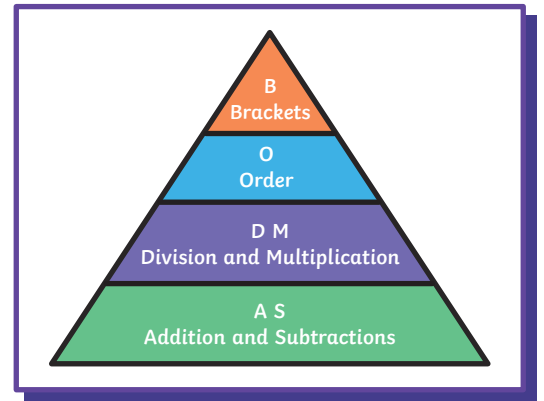 B
Brackets
O
Order
D M
Division and Multiplication
A S
Addition and Subtractions